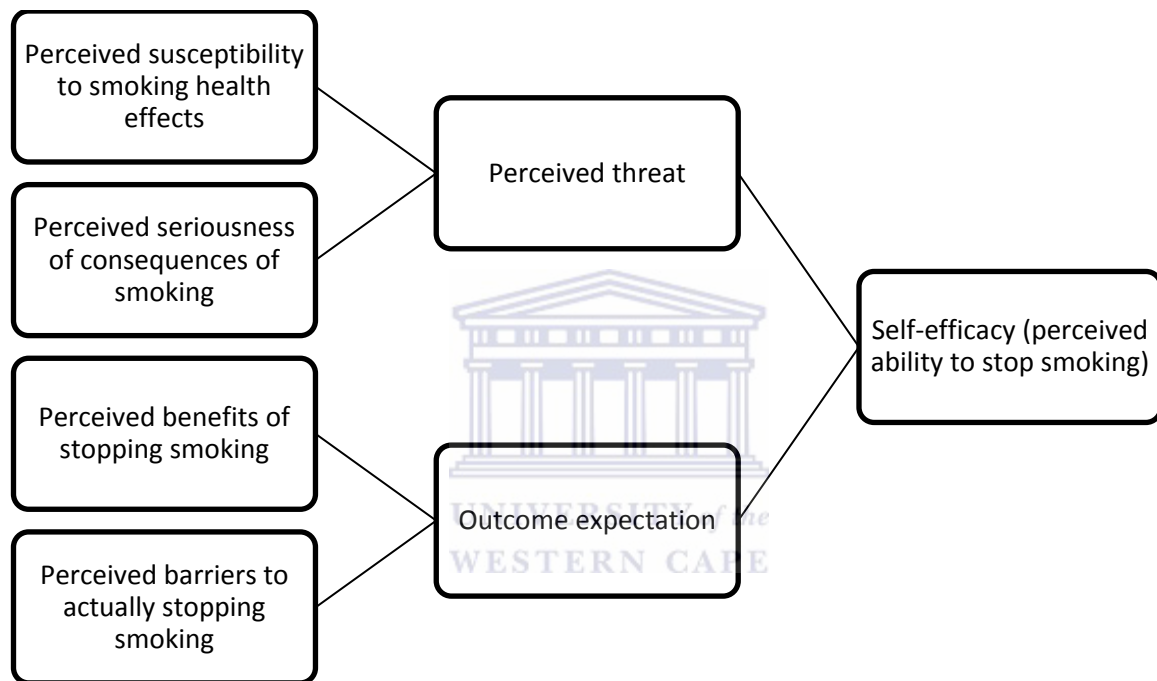 Perceived susceptibility
to smoking health
effects
Perceived seriousness
of consequences of
smoking
Perceived benefits of
stopping smoking
Perceived barriers to
actually stopping
smoking
Perceived threat
Outcome expectation
UNIVERSITY of the
WESTERN CAPE
Self-efficacy (perceived
ability to stop smoking)